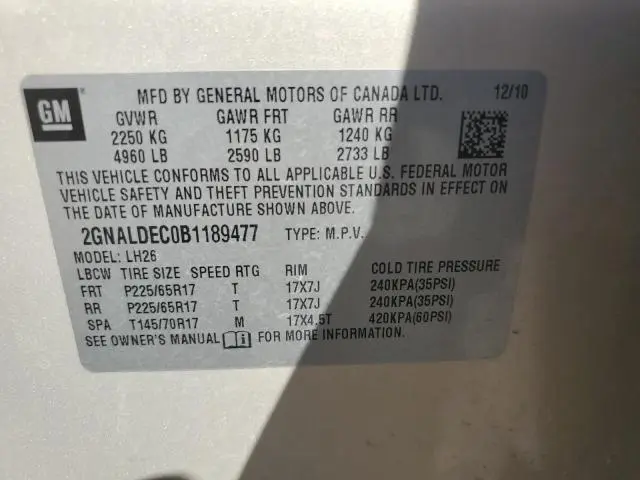 GM
®
MFD BY GENERAL MOTORS OF CANADA LTD. 12/10
GVWR GAWR FRT GAWR RR
2250 KG 1175 KG 1240 KG
4960 LB 2590 LB 2733 LB
THIS VEHICLE CONFORMS TO ALL APPLICABLE U.S. FEDERAL MOTOR
VEHICLE SAFETY AND THEFT PREVENTION STANDARDS IN EFFECT ON
THE DATE OF MANUFACTURE SHOWN ABOVE.
2GNALDEC0B1189477 TYPE: M.P.V.
MODEL: LH26
LBCW TIRE SIZE SPEED RTG RIM COLD TIRE PRESSURE
FRT P225/65R17 T 17X7J 240KPA(35PSI)
RR P225/65R17 T 17X7J 240KPA(35PSI)
SPA T145/70R17 M 17X4.5T 420KPA(60PSI)
SEE OWNER'S MANUAL FOR MORE INFORMATION.